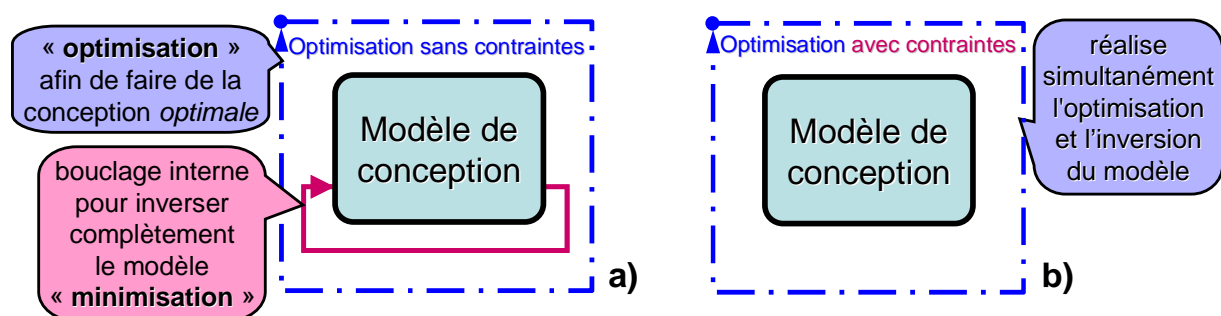 « optimisation »
afin de faire de la
conception optimale
Optimisation sans contraintes
Modèle de
conception
bouclage interne
pour inverser
complètement
le modèle
« minimisation »
a)
Optimisation avec contraintes
Modèle de
conception
réalise
simultanément
l'optimisation
et l’inversion
du modèle
b)